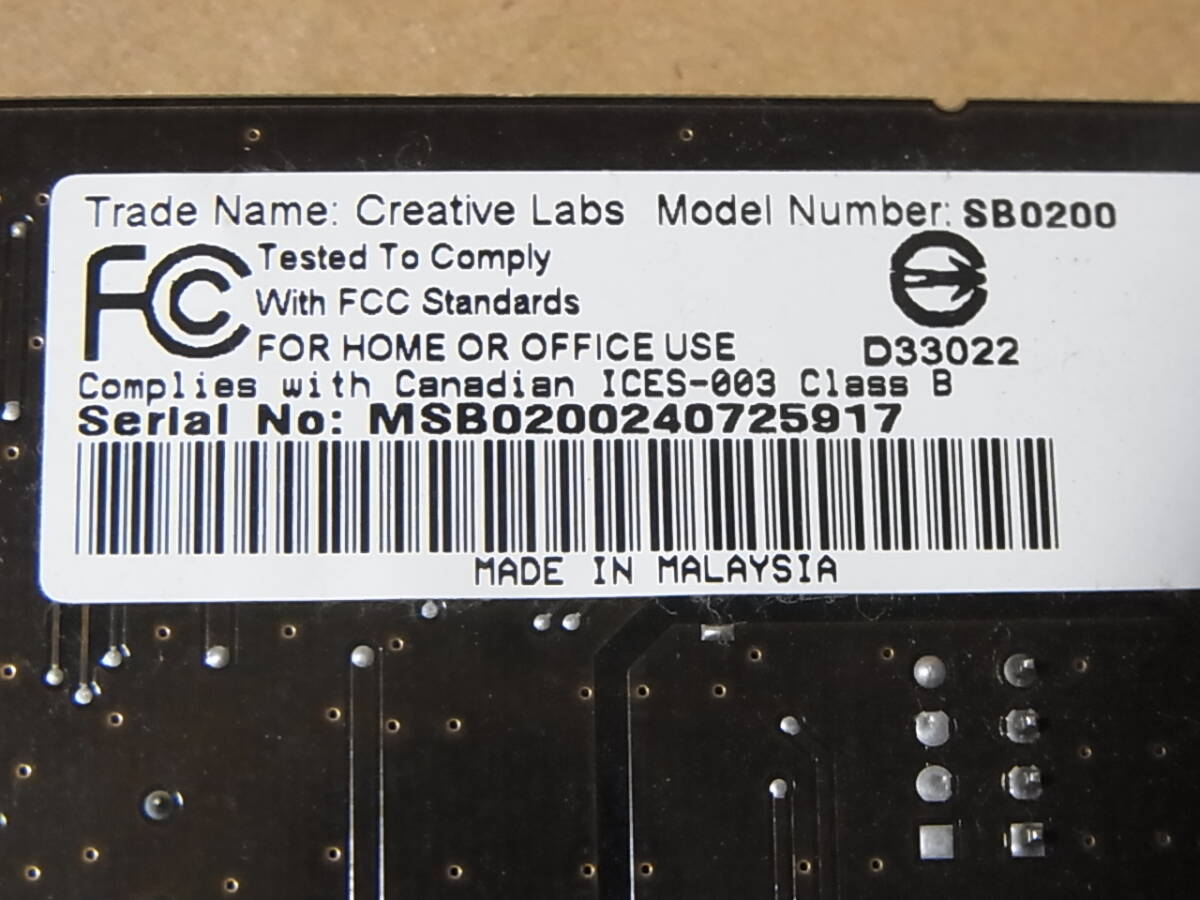 Trade Name: Creative Labs Model Number: SB0200
FCC Tested To Comply
With FCC Standards
FOR HOME OR OFFICE USE D33022
Complies with Canadian ICES-003 Class B
Serial No: MSB0200240725917
MADE IN MALAYSIA